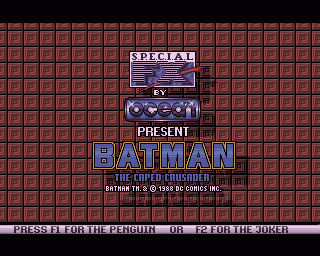 SPECIAL
FX
BY
ocean
PRESENT
BATMAN
THE CAPED CRUSADER
BATMAN TM. & © 1988 DC COMICS INC.
PRESS F1 FOR THE PENGUIN OR F2 FOR THE JOKER